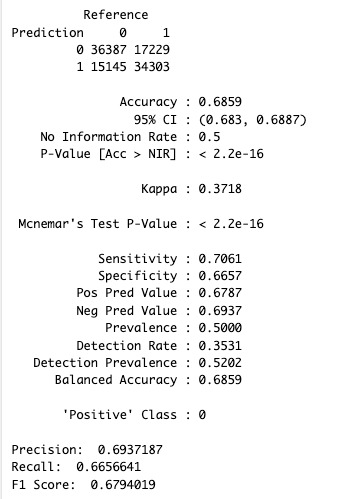 Reference
Prediction 0 1
0 36387 17229
1 15145 34303
Accuracy : 0.6859
95% CI : (0.683, 0.6887)
No Information Rate : 0.5
P-Value [Acc > NIR] : < 2.2e-16
Kappa : 0.3718
Mcnemar's Test P-Value : < 2.2e-16
Sensitivity : 0.7061
Specificity : 0.6657
Pos Pred Value : 0.6787
Neg Pred Value : 0.6937
Prevalence : 0.5000
Detection Rate : 0.3531
Detection Prevalence : 0.5202
Balanced Accuracy : 0.6859
'Positive' Class : 0
Precision: 0.6937187
Recall: 0.6656641
F1 Score: 0.6794019